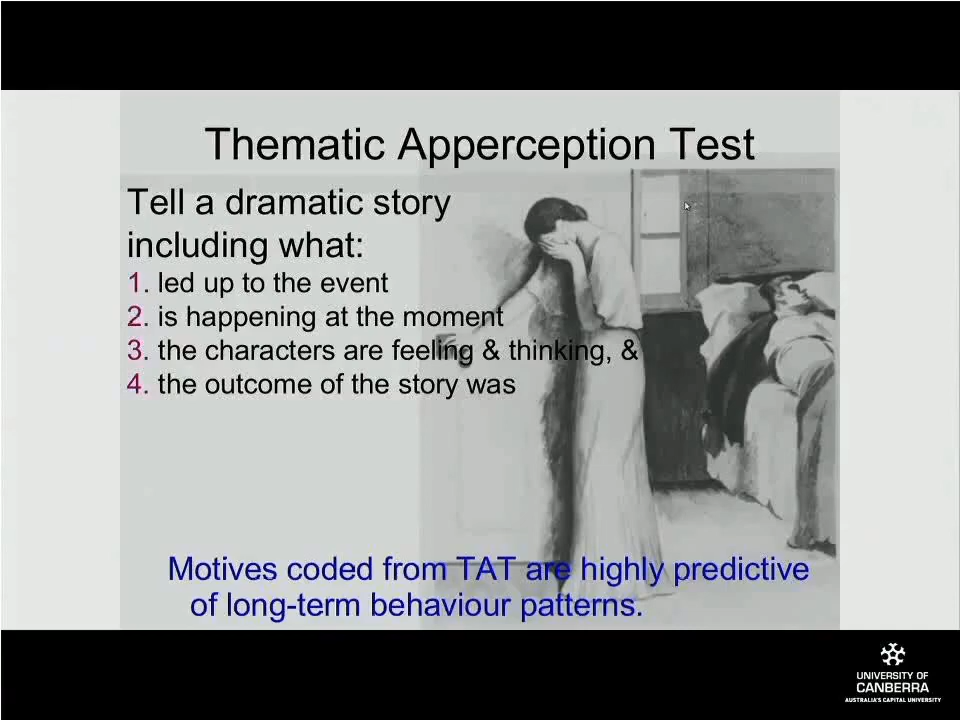 Thematic Apperception Test
Tell a dramatic story
including what:
1. led up to the event
2. is happening at the moment
3. the characters are feeling & thinking, &
4. the outcome of the story was
Motives coded from TAT are highly predictive
of long-term behaviour patterns.
UNIVERSITY OF
CANBERRA
AUSTRALIA'S CAPITAL UNIVERSITY